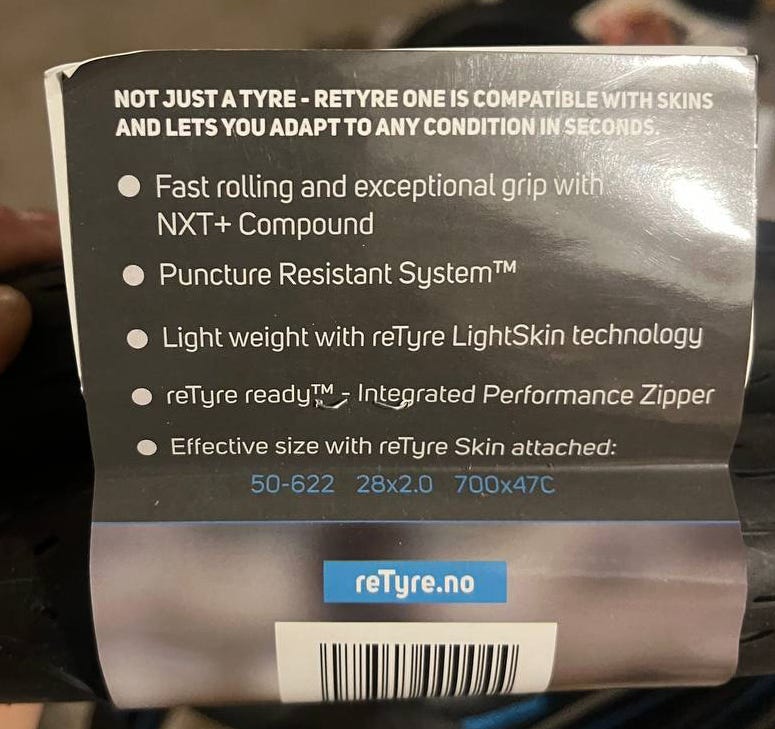 NOT JUST A TYRE - RETYRE ONE IS COMPATIBLE WITH SKINS
AND LETS YOU ADAPT TO ANY CONDITION IN SECONDS.
● Fast rolling and exceptional grip with
NXT+ Compound
● Puncture Resistant System™
● Light weight with reTyre LightSkin technology
● reTyre ready™ - Integrated Performance Zipper
● Effective size with reTyre Skin attached:
50-622 28x2.0 700x47C
reTyre.no